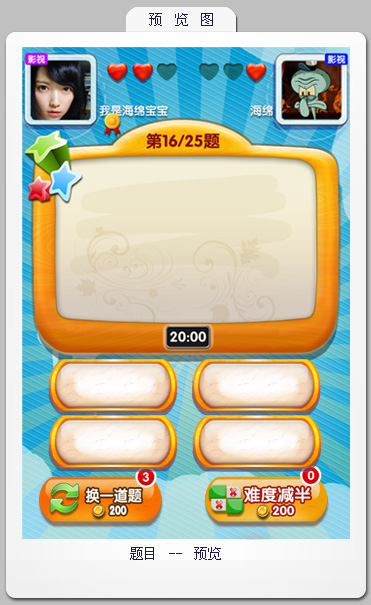 预 览 图
影视
影视
我是海绵宝宝
海绵
第16/25题
20:00
3
0
换一道题
难度减半
200
200
题目 -- 预览